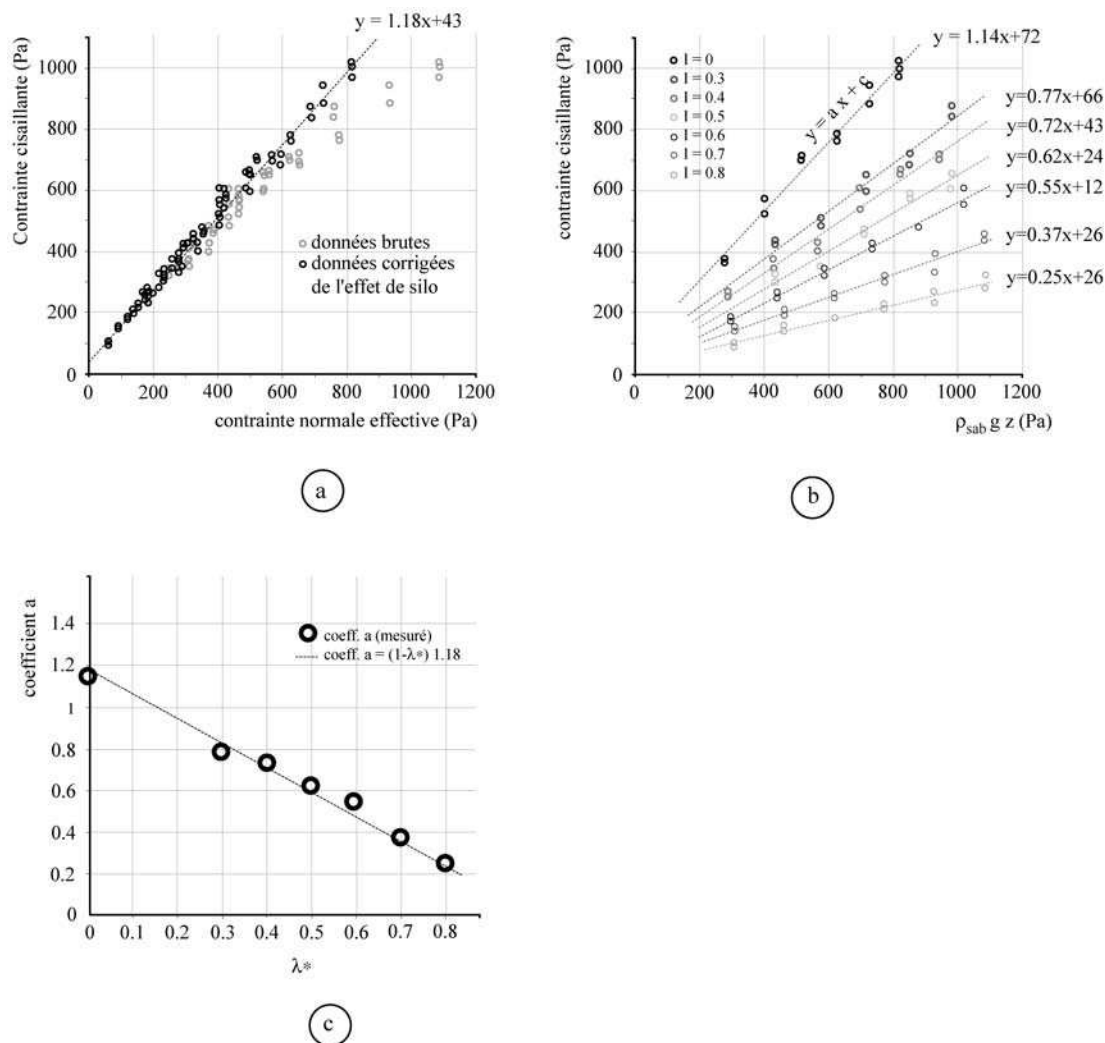 y = 1.18x+43
Contrainte cisaillante (Pa)
1000
800
600
400
200
0
données brutes
données corrigées
de l'effet de silo
0 200 400 600 800 1000 1200
contrainte normale effective (Pa)
a
y = 1.14x+72
contrainte cisaillante (Pa)
1000
800
600
400
200
0
l = 0
l = 0.3
l = 0.4
l = 0.5
l = 0.6
l = 0.7
l = 0.8
y = a x + c
y=0.77x+66
y=0.72x+43
y=0.62x+24
y=0.55x+12
y=0.37x+26
y=0.25x+26
0 200 400 600 800 1000 1200
ρsab g z (Pa)
b
coefficient a
1.4
1.2
1
0.8
0.6
0.4
0.2
0
coeff. a (mesuré)
coeff. a = (1-λ*) 1.18
0 0.1 0.2 0.3 0.4 0.5 0.6 0.7 0.8
λ*
c